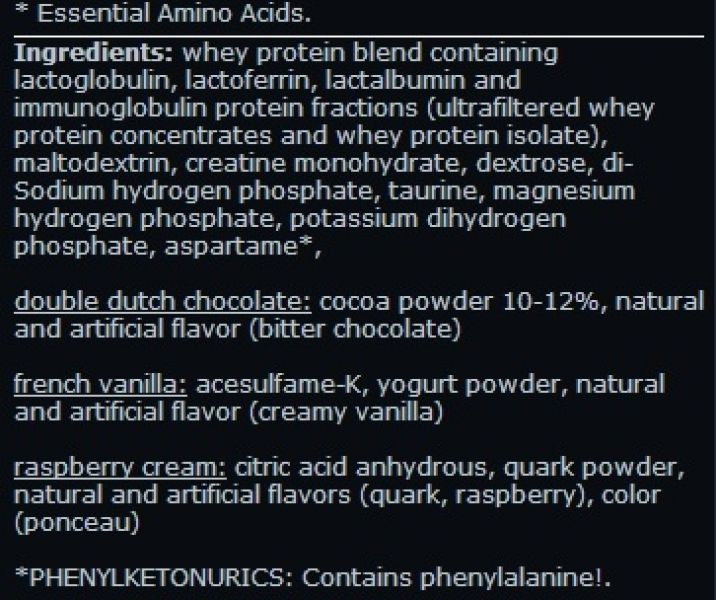 * Essential Amino Acids.
Ingredients: whey protein blend containing
lactoglobulin, lactoferrin, lactalbumin and
immunoglobulin protein fractions (ultrafiltered whey
protein concentrates and whey protein isolate),
maltodextrin, creatine monohydrate, dextrose, di-
Sodium hydrogen phosphate, taurine, magnesium
hydrogen phosphate, potassium dihydrogen
phosphate, aspartame*,
double dutch chocolate: cocoa powder 10-12%, natural
and artificial flavor (bitter chocolate)
french vanilla: acesulfame-K, yogurt powder, natural
and artificial flavor (creamy vanilla)
raspberry cream: citric acid anhydrous, quark powder,
natural and artificial flavors (quark, raspberry), color
(ponceau)
*PHENYLKETONURICS: Contains phenylalanine!.